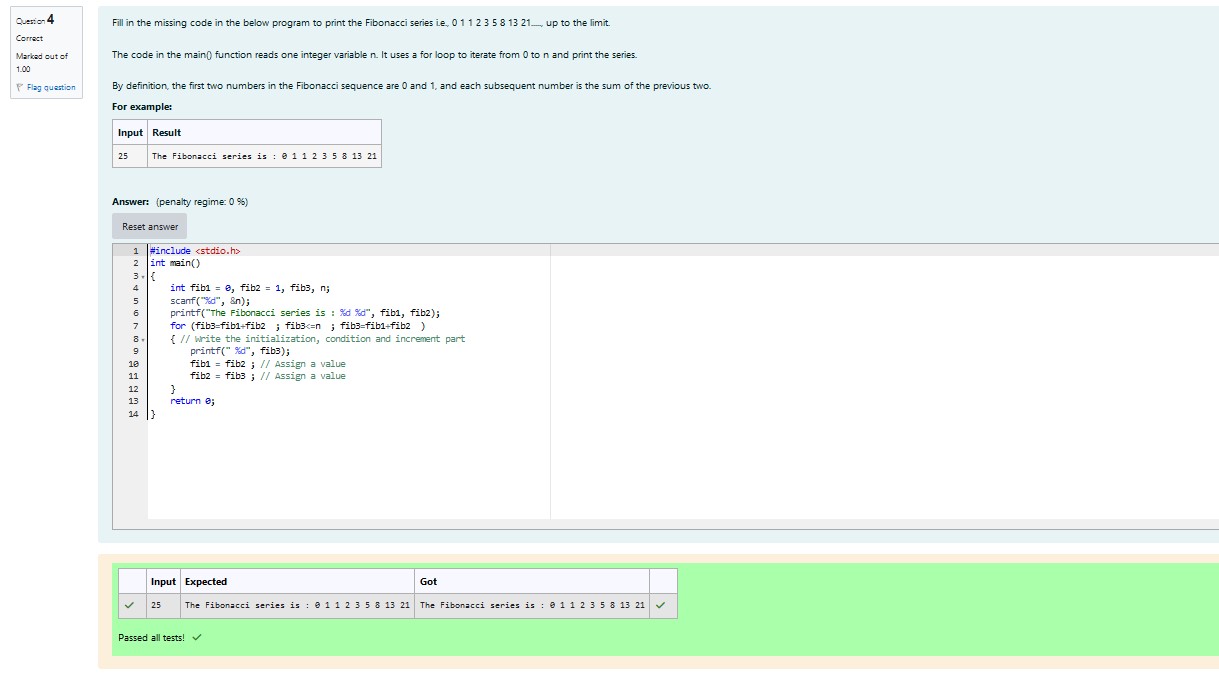 Question 4
Correct
Marked out of
1.00
Flag question
Fill in the missing code in the below program to print the Fibonacci series i.e., 0 1 1 2 3 5 8 13 21....., up to the limit.
The code in the main() function reads one integer variable n. It uses a for loop to iterate from 0 to n and print the series.
By definition, the first two numbers in the Fibonacci sequence are 0 and 1, and each subsequent number is the sum of the previous two.
For example:
Input Result
25 The Fibonacci series is : 0 1 1 2 3 5 8 13 21
Answer: (penalty regime: 0 %)
Reset answer
1 #include <stdio.h>
2 int main()
3 {
4 int fib1 = 0, fib2 = 1, fib3, n;
5 scanf("%d", &n);
6 printf("The Fibonacci series is : %d %d", fib1, fib2);
7 for (fib3=fib1+fib2 ; fib3<=n ; fib3=fib1+fib2 )
8 { // Write the initialization, condition and increment part
9 printf(" %d", fib3);
10 fib1 = fib2 ; // Assign a value
11 fib2 = fib3 ; // Assign a value
12 }
13 return 0;
14 }
Input Expected Got
25 The Fibonacci series is : 0 1 1 2 3 5 8 13 21 The Fibonacci series is : 0 1 1 2 3 5 8 13 21
Passed all tests!